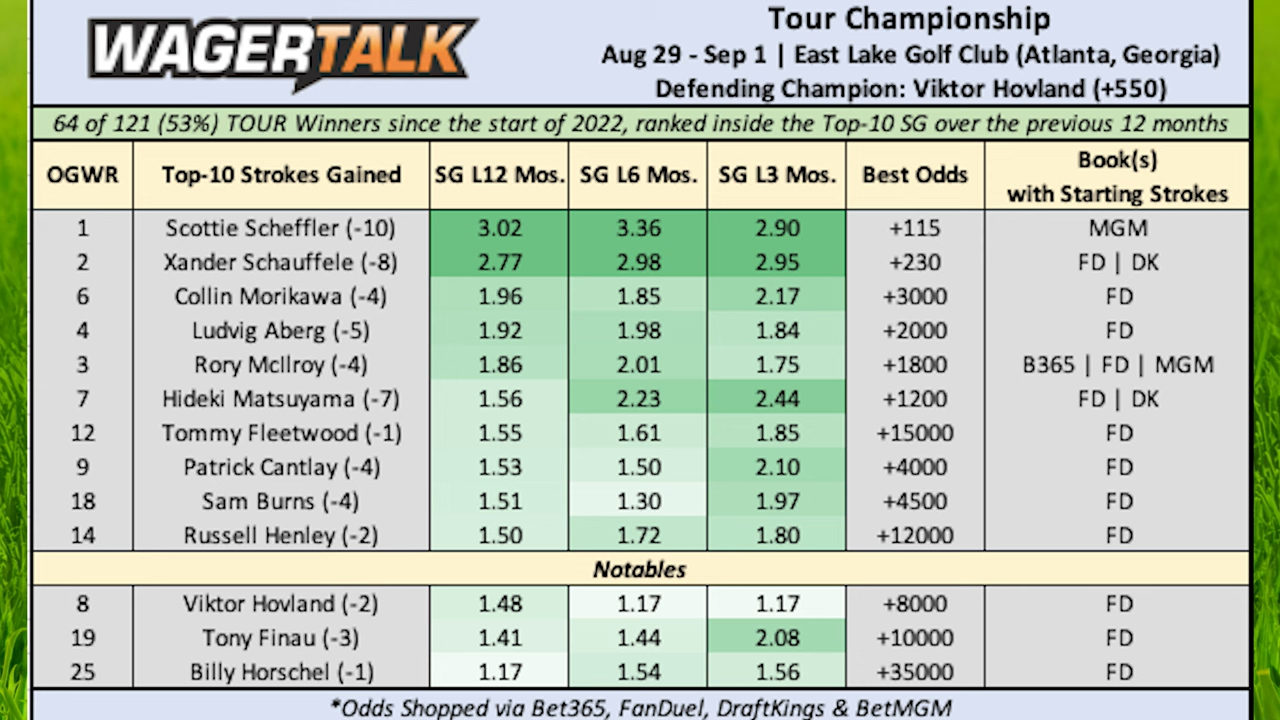 WAGERTALK
Tour Championship
Aug 29 - Sep 1 | East Lake Golf Club (Atlanta, Georgia)
Defending Champion: Viktor Hovland (+550)
64 of 121 (53%) TOUR Winners since the start of 2022, ranked inside the Top-10 SG over the previous 12 months
OGWR Top-10 Strokes Gained SG L12 Mos. SG L6 Mos. SG L3 Mos. Best Odds Book(s) with Starting Strokes
1 Scottie Scheffler (-10) 3.02 3.36 2.90 +115 MGM
2 Xander Schauffele (-8) 2.77 2.98 2.95 +230 FD | DK
6 Collin Morikawa (-4) 1.96 1.85 2.17 +3000 FD
4 Ludvig Aberg (-5) 1.92 1.98 1.84 +2000 FD
3 Rory McIlroy (-4) 1.86 2.01 1.75 +1800 B365 | FD | MGM
7 Hideki Matsuyama (-7) 1.56 2.23 2.44 +1200 FD | DK
12 Tommy Fleetwood (-1) 1.55 1.61 1.85 +15000 FD
9 Patrick Cantlay (-4) 1.53 1.50 2.10 +4000 FD
18 Sam Burns (-4) 1.51 1.30 1.97 +4500 FD
14 Russell Henley (-2) 1.50 1.72 1.80 +12000 FD
Notables
8 Viktor Hovland (-2) 1.48 1.17 1.17 +8000 FD
19 Tony Finau (-3) 1.41 1.44 2.08 +10000 FD
25 Billy Horschel (-1) 1.17 1.54 1.56 +35000 FD
*Odds Shopped via Bet365, FanDuel, DraftKings & BetMGM